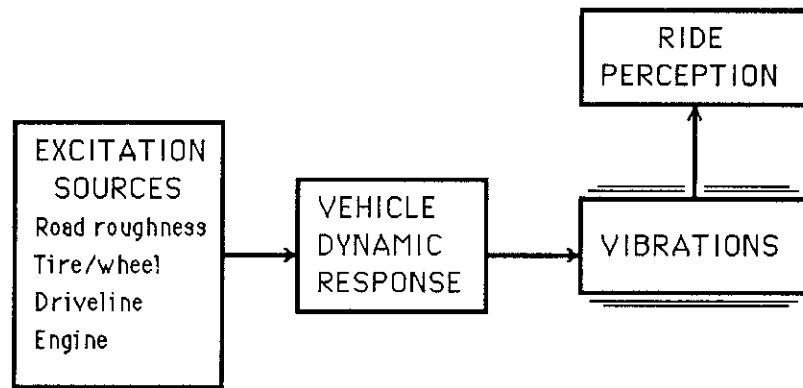 RIDE
PERCEPTION
EXCITATION
SOURCES
Road roughness
Tire/wheel
Driveline
Engine
VEHICLE
DYNAMIC
RESPONSE
VIBRATIONS